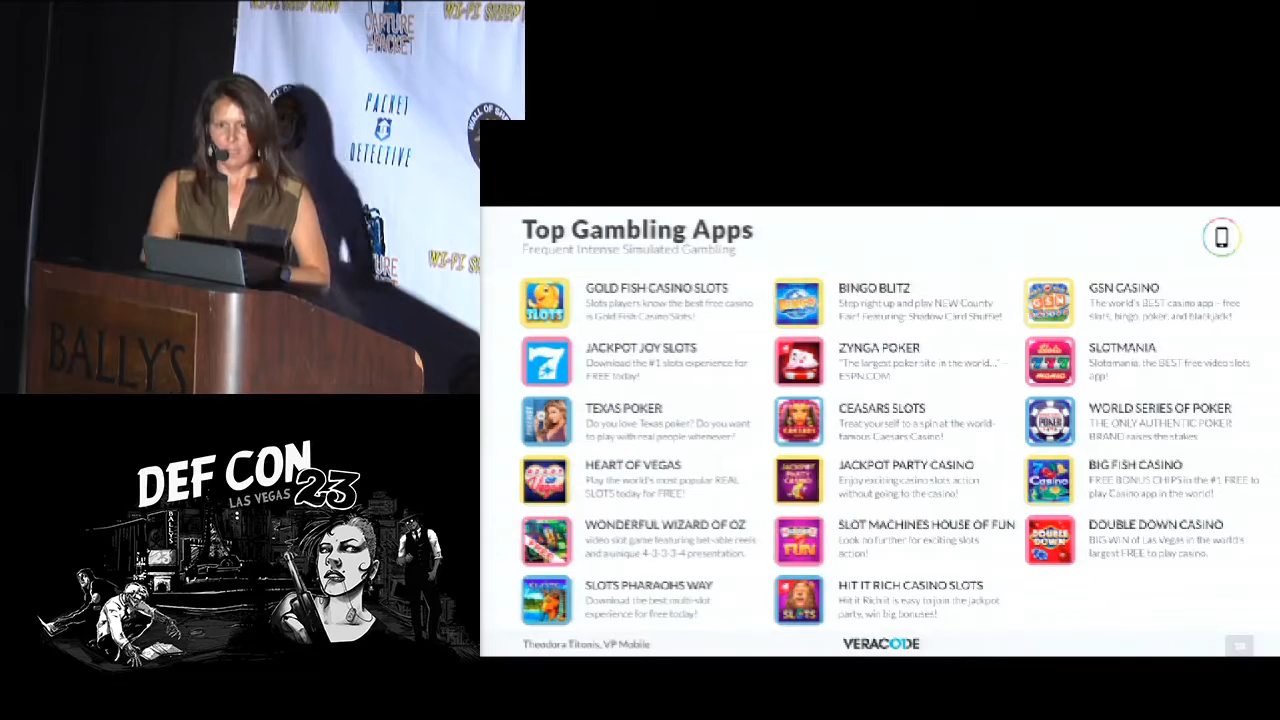 WI-FI SHEEP
CAPTURE
THE PACKET
WI-FI SHEEP
PACKET
DETECTIVE
WALL OF SH
WI-FI SH
BALLY'S
DEF CON
LAS VEGAS 23
BALLYS
Top Gambling Apps
Frequent Intense Simulated Gambling
GOLD FISH CASINO SLOTS
Slots players know the best free casino
is Gold Fish Casino Slots!
BINGO BLITZ
Step right up and play NEW County
Fair! Featuring: Shadow Card Shuffle!
GSN CASINO
The world's BEST casino app – free
slots, bingo, poker, and blackjack!
JACKPOT JOY SLOTS
Download the #1 slots experience for
FREE today!
ZYNGA POKER
"The largest poker site in the world..." –
ESPN.COM
SLOTMANIA
Slotomania, the BEST free video slots
app!
TEXAS POKER
Do you love Texas poker? Do you want
to play with real people whenever?
CEASARS SLOTS
Treat yourself to a spin at the world-
famous Caesars Casino!
WORLD SERIES OF POKER
THE ONLY AUTHENTIC POKER
BRAND raises the stakes
HEART OF VEGAS
Play the world's most popular REAL
SLOTS today for FREE!
JACKPOT PARTY CASINO
Enjoy exciting casino slots action
without going to the casino!
BIG FISH CASINO
FREE BONUS CHIPS in the #1 FREE to
play Casino app in the world!
WONDERFUL WIZARD OF OZ
video slot game featuring bet-able reels
and a unique 4-3-3-3-4 presentation.
SLOT MACHINES HOUSE OF FUN
Look no further for exciting slots
action!
DOUBLE DOWN CASINO
BIG WIN of Las Vegas in the world's
largest FREE to play casino.
SLOTS PHARAOHS WAY
Download the best multi-slot
experience for free today!
HIT IT RICH CASINO SLOTS
Hit it Rich it is easy to join the jackpot
party, win big bonuses!
Theodora Titonis, VP Mobile
VERACODE
18